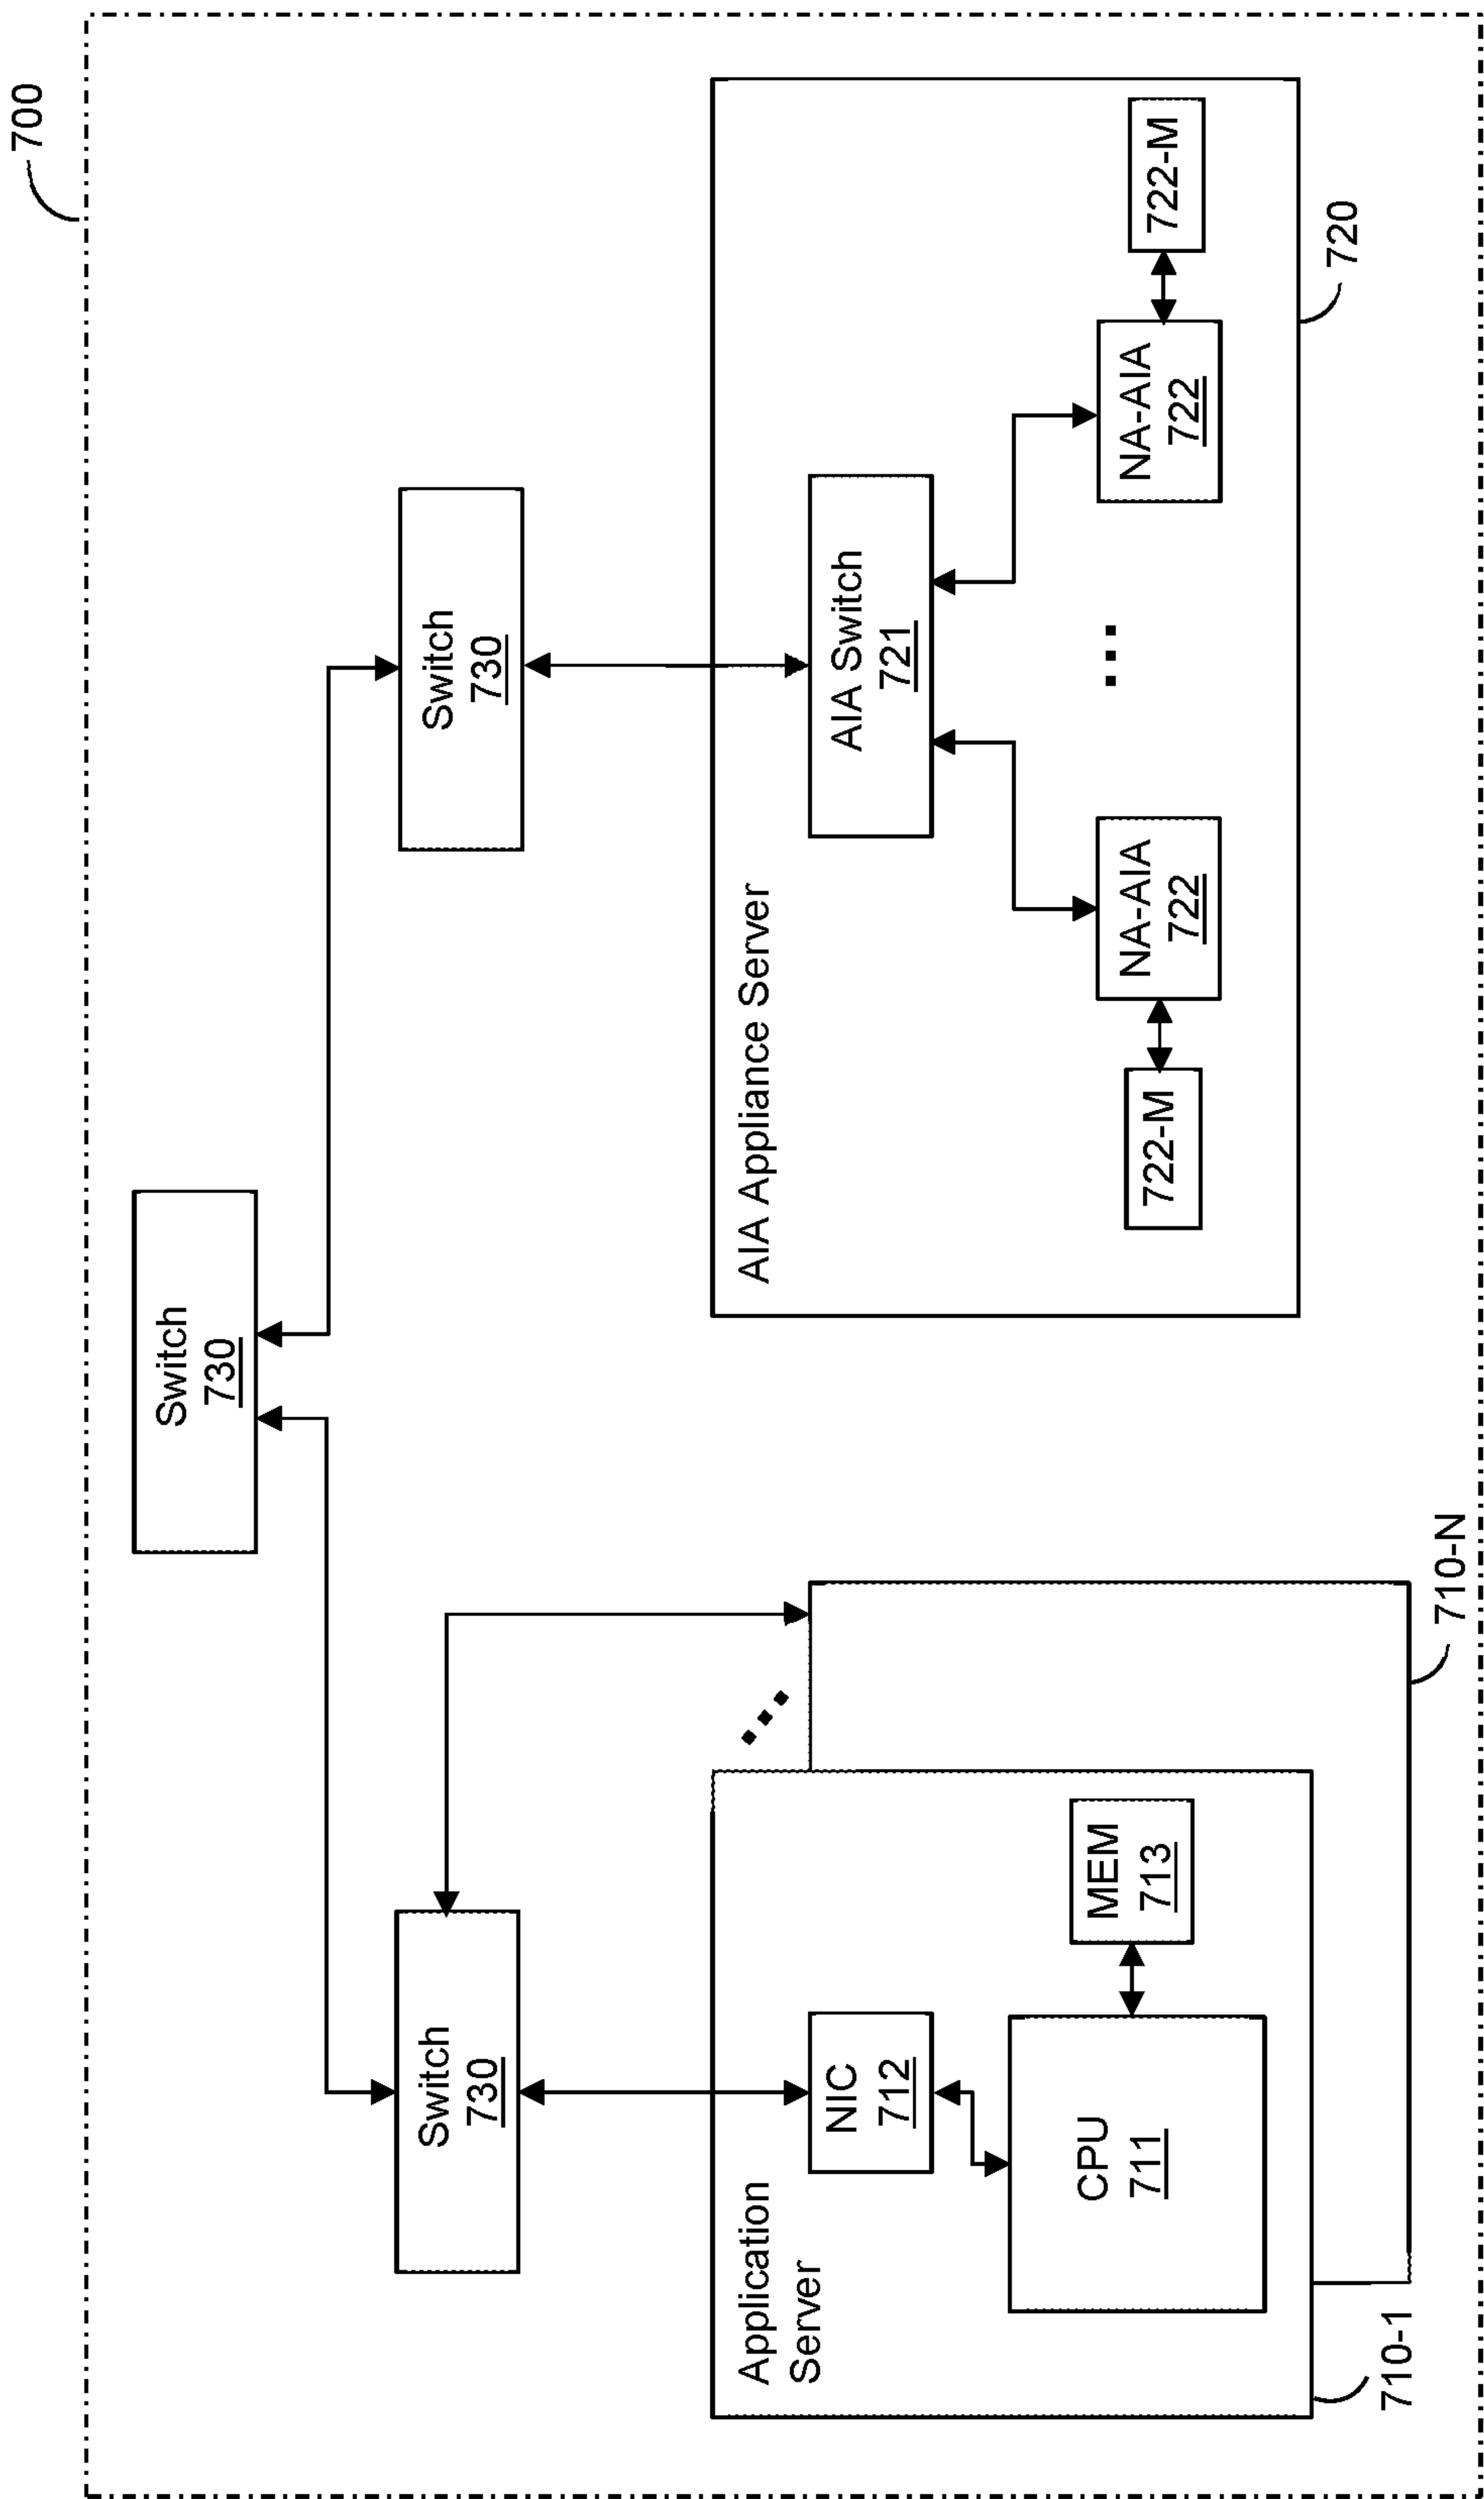 700
Switch
730
Switch
730
Switch
730
Application
Server
NIC
712
CPU
711
MEM
713
710-1
710-N
AIA Appliance Server
AIA Switch
721
NA-AIA
722
NA-AIA
722
722-M
722-M
720